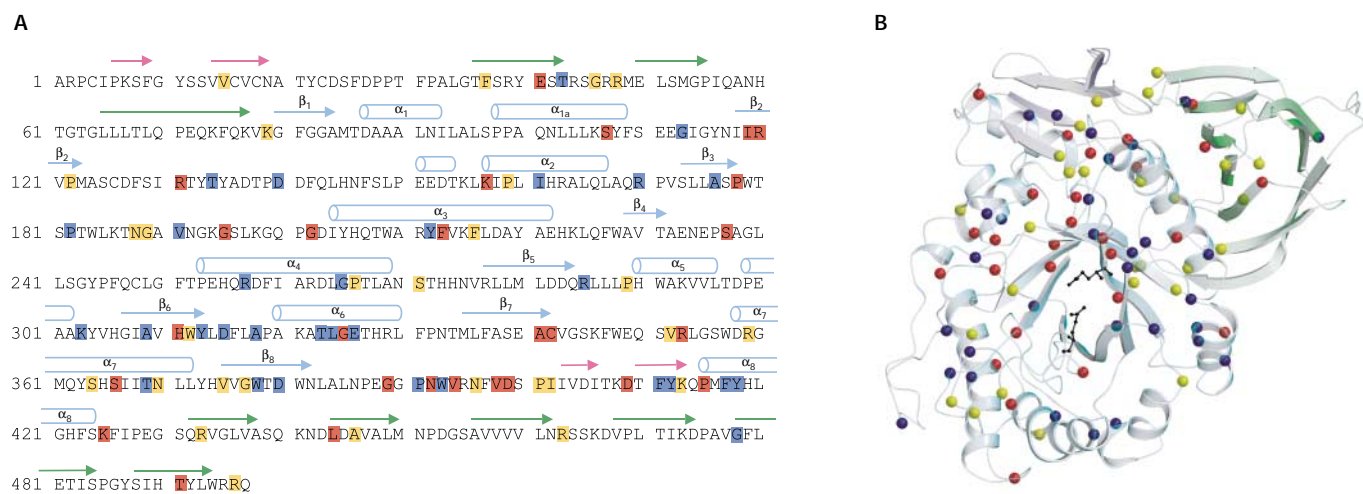 A
B
1 ARPCIPKSFG YSSVVCVCNA TYCDSFDPPT FPALGTFSRY ESTRSGRRME LSMGPIQANH
β1 α1 α1a β2
61 TGTGLLLTLQ PEQKFQKVKG FGGAMTDAAA LNILALSPPA QNLLLKSYFS EEGIGYNIIR
β2 α2 β3
121 VPMASCDFSI RTYTYADTPD DFQLHNFSLP EEDTKLKIPL IHRALQLAQR PVSLLASPWT
α3 β4
181 SPTWLKTNGA VNGKGSLKGQ PGDIYHQTWA RYFVKFLDAY AEHKLQFWAV TAENEPSAGL
α4 β5 α5
241 LSGYPFQCLG FTPEHQRDFI ARDLGPTLAN STHHNVRLLM LDDQRLLLPH WAKVVLTDPE
β6 α6 β7 α7
301 AAKYVHGIAV HWYLDFLAPA KATLGETHRL FPNTMLFASE ACVGSKFWEQ SVRLGSWDRG
α7 β8 α8
361 MQYSHSIITN LLYHVVGWTD WNLALNPEGG PNWVRNFVDS PIIVDITKDT FYKQPMFYHL
α8
421 GHFSKFIPEG SQRVGLVASQ KNDLDAVALM NPDGSAVVVV LNRSSKDVPL TIKDPAVGFL
481 ETISPGYSIH TYLWRRQ